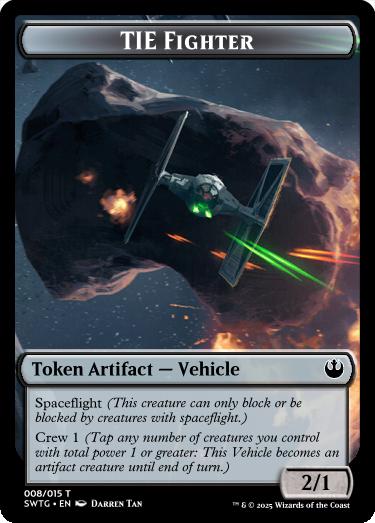 TIE Fighter
Token Artifact — Vehicle
Spaceflight (This creature can only block or be
blocked by creatures with spaceflight.)
Crew 1 (Tap any number of creatures you control
with total power 1 or greater: This Vehicle becomes an
artifact creature until end of turn.)
2/1
008/015 T
SWTG • EN Darren Tan
™ & © 2025 Wizards of the Coast